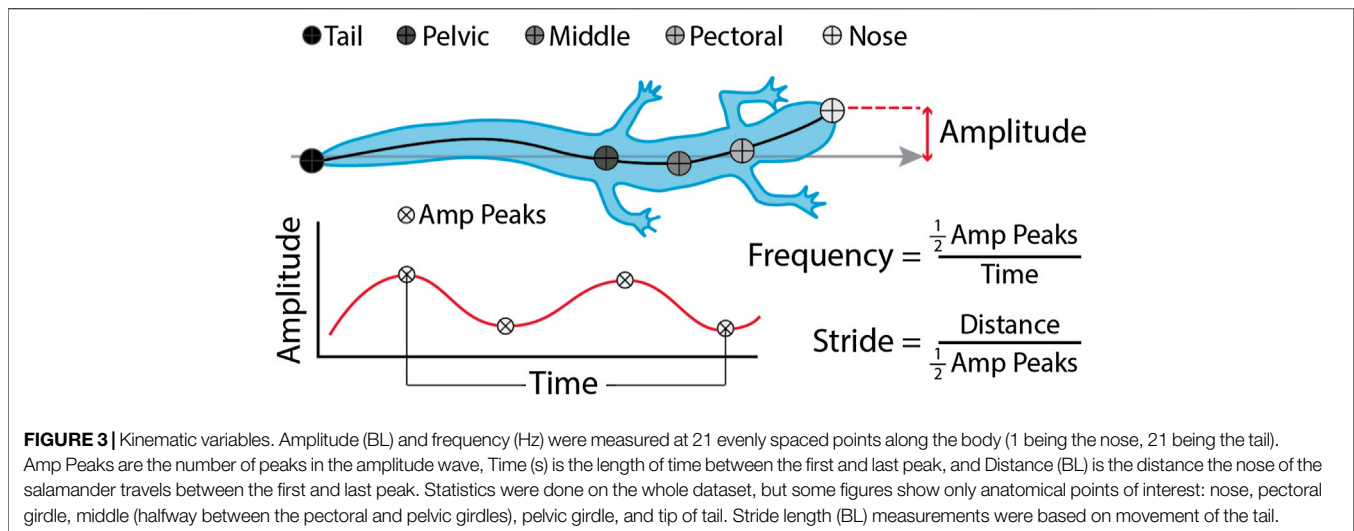 Tail Pelvic Middle Pectoral Nose
Amplitude
Amp Peaks
Amplitude
Time
Frequency = ½ Amp Peaks / Time
Stride = Distance / ½ Amp Peaks
FIGURE 3 | Kinematic variables. Amplitude (BL) and frequency (Hz) were measured at 21 evenly spaced points along the body (1 being the nose, 21 being the tail).
Amp Peaks are the number of peaks in the amplitude wave, Time (s) is the length of time between the first and last peak, and Distance (BL) is the distance the nose of the
salamander travels between the first and last peak. Statistics were done on the whole dataset, but some figures show only anatomical points of interest: nose, pectoral
girdle, middle (halfway between the pectoral and pelvic girdles), pelvic girdle, and tip of tail. Stride length (BL) measurements were based on movement of the tail.